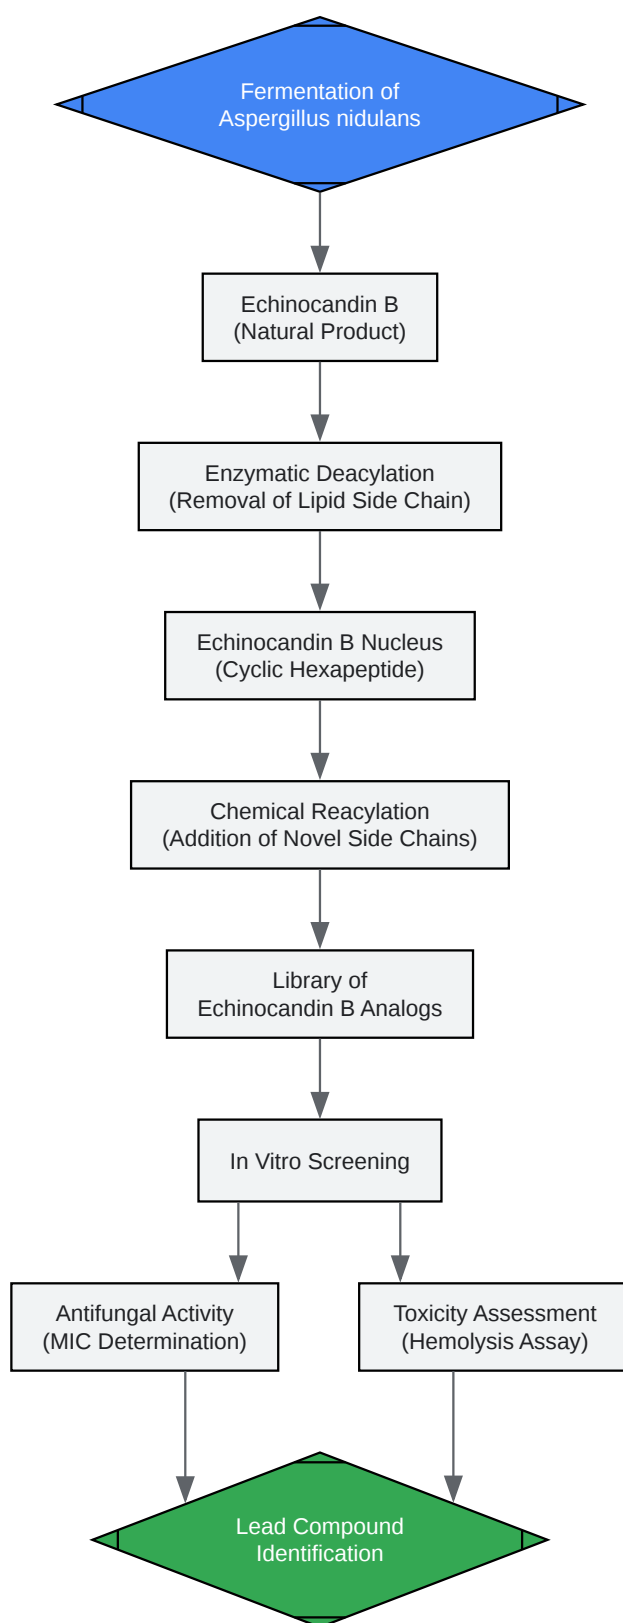 Fermentation of
Aspergillus nidulans
Echinocandin B
(Natural Product)
Enzymatic Deacylation
(Removal of Lipid Side Chain)
Echinocandin B Nucleus
(Cyclic Hexapeptide)
Chemical Reacylation
(Addition of Novel Side Chains)
Library of
Echinocandin B Analogs
In Vitro Screening
Antifungal Activity
(MIC Determination)
Toxicity Assessment
(Hemolysis Assay)
Lead Compound
Identification